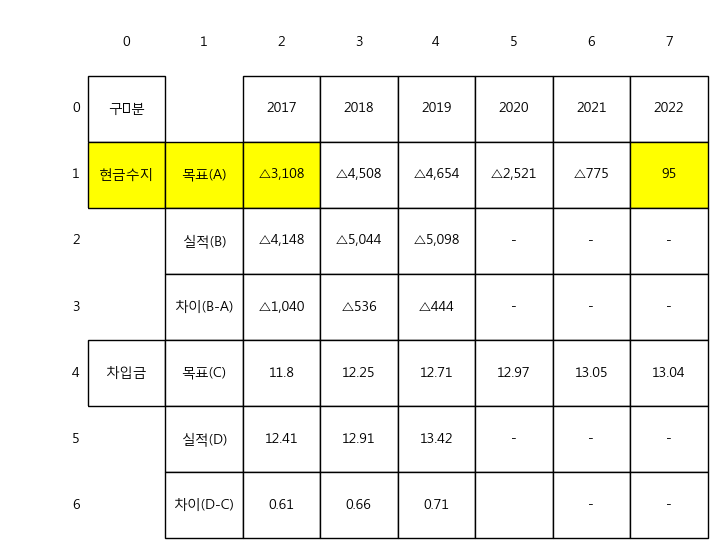 0 1 2 3 4 5 6 7
0 구▯분 2017 2018 2019 2020 2021 2022
1 현금수지 목표(A) △3,108 △4,508 △4,654 △2,521 △775 95
2 실적(B) △4,148 △5,044 △5,098 - - -
3 차이(B-A) △1,040 △536 △444 - - -
4 차입금 목표(C) 11.8 12.25 12.71 12.97 13.05 13.04
5 실적(D) 12.41 12.91 13.42 - - -
6 차이(D-C) 0.61 0.66 0.71 - -